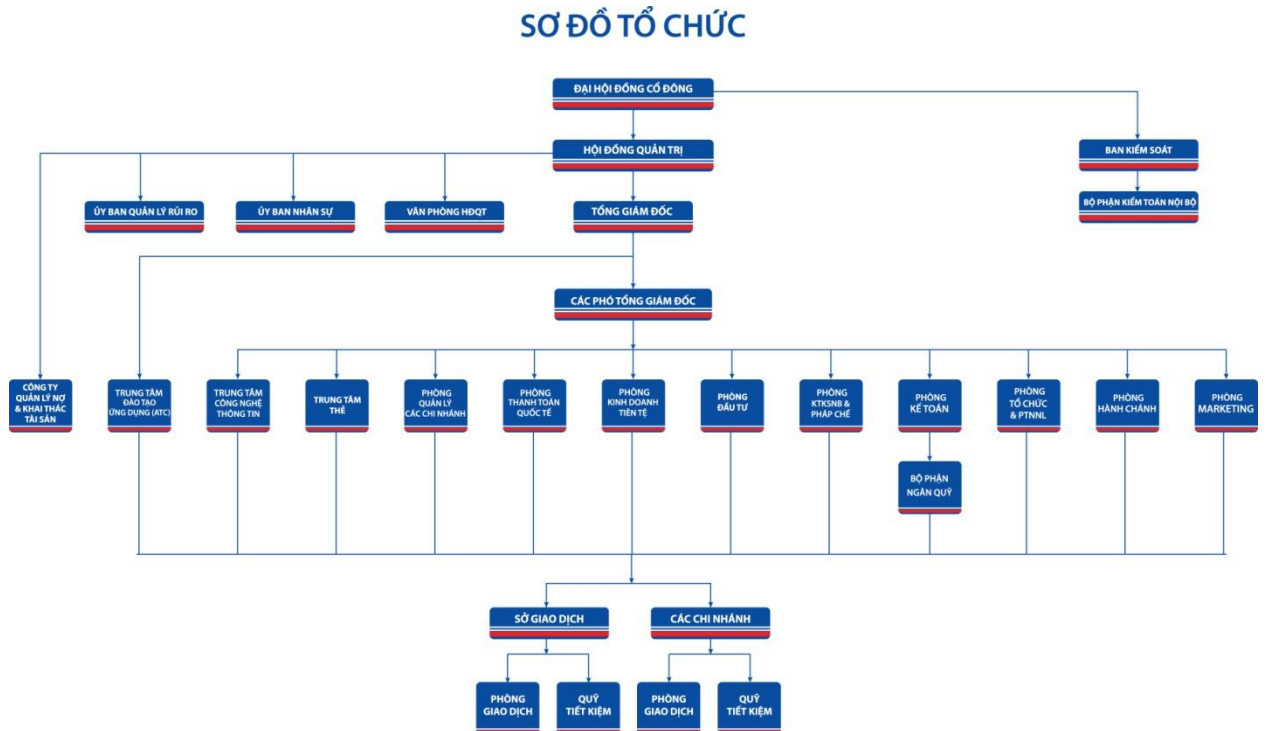 SƠ ĐỒ TỔ CHỨC
ĐẠI HỘI ĐỒNG CỔ ĐÔNG
HỘI ĐỒNG QUẢN TRỊ
BAN KIỂM SOÁT
ỦY BAN QUẢN LÝ RỦI RO
ỦY BAN NHÂN SỰ
VĂN PHÒNG HĐQT
TỔNG GIÁM ĐỐC
BỘ PHẬN KIỂM TOÁN NỘI BỘ
CÁC PHÓ TỔNG GIÁM ĐỐC
CÔNG TY
QUẢN LÝ NỢ
& KHAI THÁC
TÀI SẢN
TRUNG TÂM
ĐÀO TẠO
ỨNG DỤNG (ATC)
TRUNG TÂM
CÔNG NGHỆ
THÔNG TIN
TRUNG TÂM
THẺ
PHÒNG
QUẢN LÝ
CÁC CHI NHÁNH
PHÒNG
THANH TOÁN
QUỐC TẾ
PHÒNG
KINH DOANH
TIỀN TỆ
PHÒNG
ĐẦU TƯ
PHÒNG
KTKSNB &
PHÁP CHẾ
PHÒNG
KẾ TOÁN
PHÒNG
TỔ CHỨC
& PTNNL
PHÒNG
HÀNH CHÁNH
PHÒNG
MARKETING
BỘ PHẬN
NGÂN QUỸ
SỞ GIAO DỊCH
CÁC CHI NHÁNH
PHÒNG
GIAO DỊCH
QUỸ
TIẾT KIỆM
PHÒNG
GIAO DỊCH
QUỸ
TIẾT KIỆM